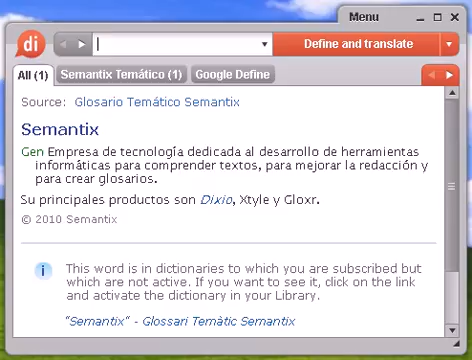 Menu
di
Define and translate
All (1)
Semantix Temático (1)
Google Define
Source: Glosario Temático Semantix
Semantix
Gen Empresa de tecnología dedicada al desarrollo de herramientas
informáticas para comprender textos, para mejorar la redacción y
para crear glosarios.
Su principales productos son Dixio, Xtyle y Gloxr.
© 2010 Semantix
i
This word is in dictionaries to which you are subscribed but
which are not active. If you want to see it, click on the link
and activate the dictionary in your Library.
"Semantix" - Glossari Temàtic Semantix